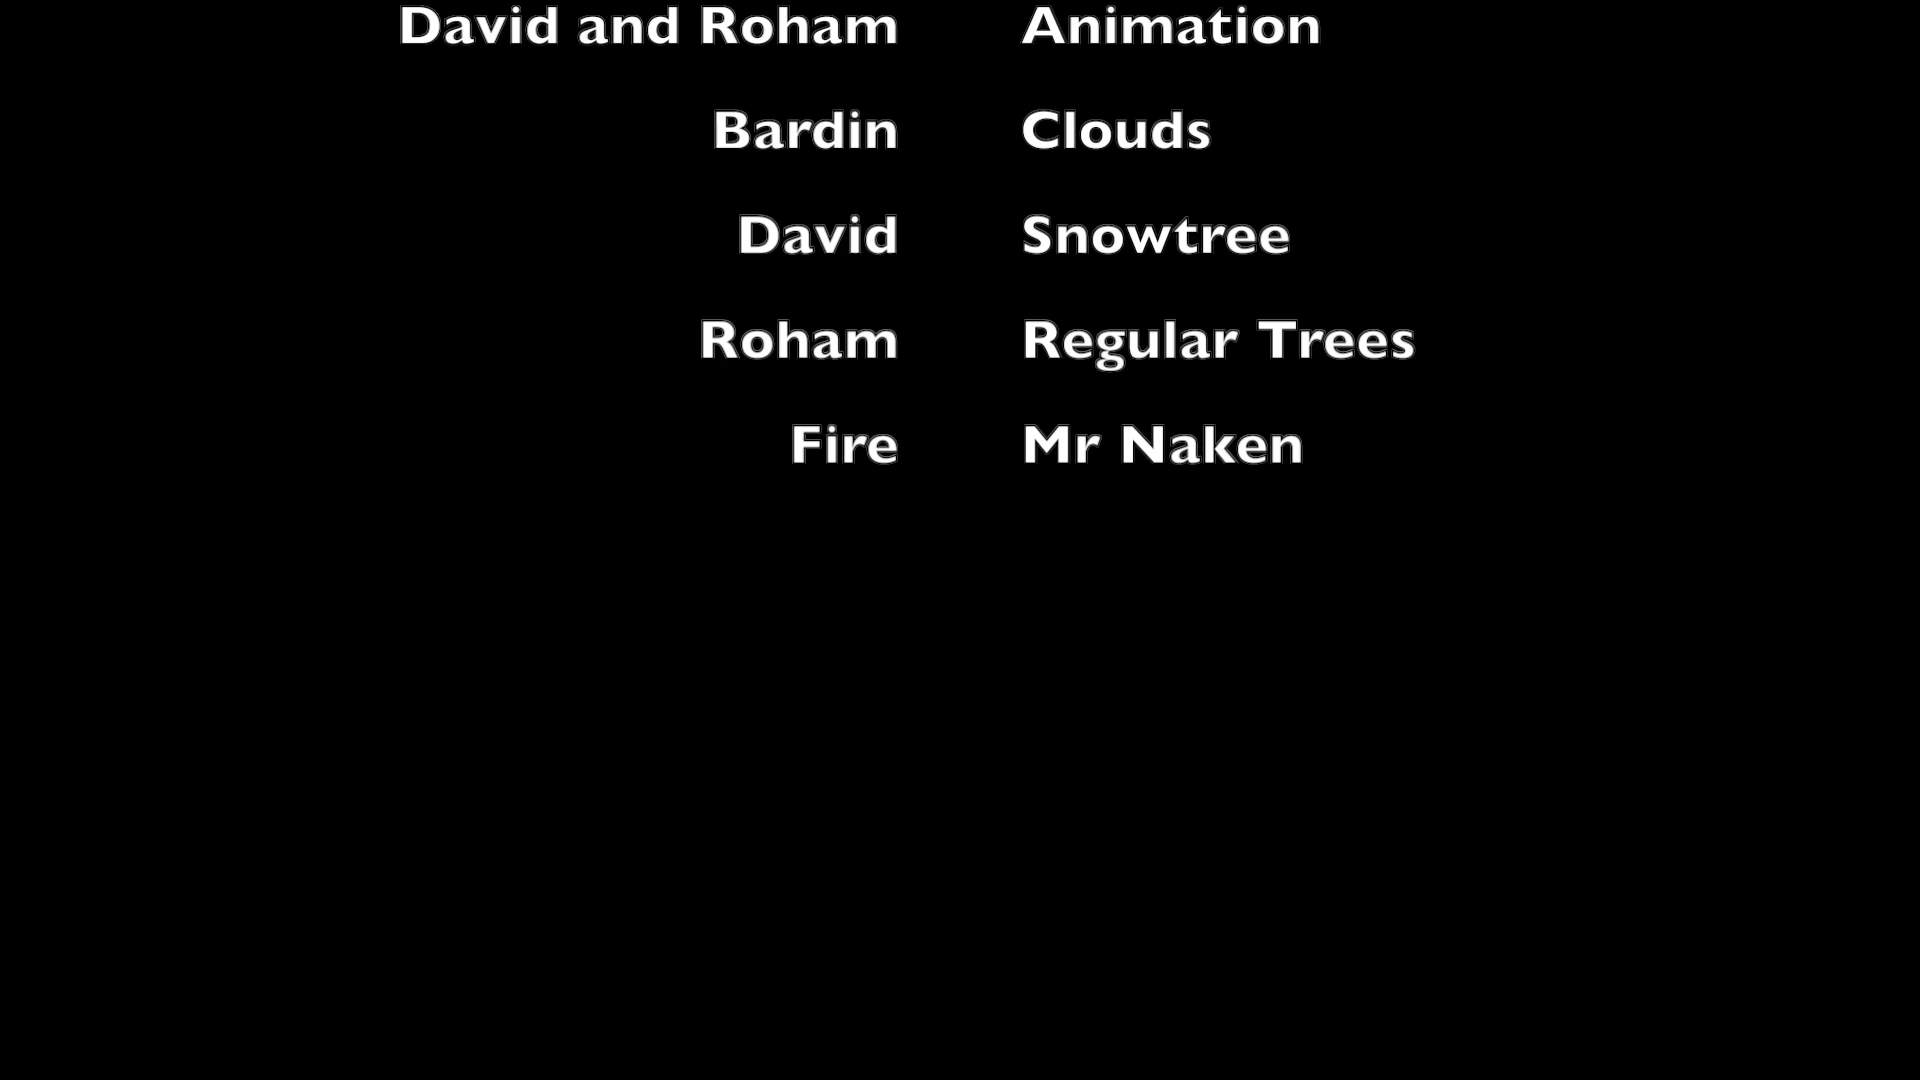 David and Roham Animation
Bardin Clouds
David Snowtree
Roham Regular Trees
Fire Mr Naken